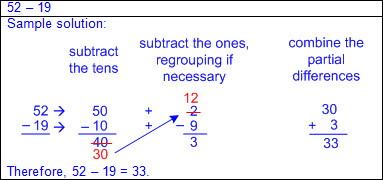 52 – 19
Sample solution:
subtract the tens
subtract the ones, regrouping if necessary
combine the partial differences
12
52 → 50 + 2 30
– 19 → – 10 + – 9 + 3
40 3 33
30
Therefore, 52 – 19 = 33.